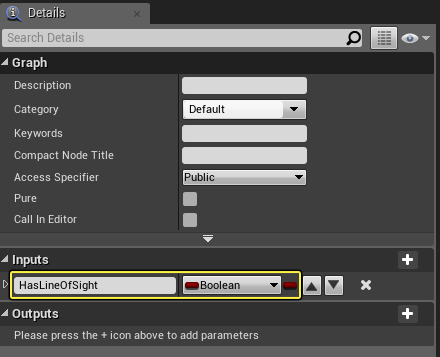 Details
Search Details
Graph
Description
Category Default
Keywords
Compact Node Title
Access Specifier Public
Pure
Call In Editor
Inputs
HasLineOfSight Boolean
Outputs
Please press the + icon above to add parameters